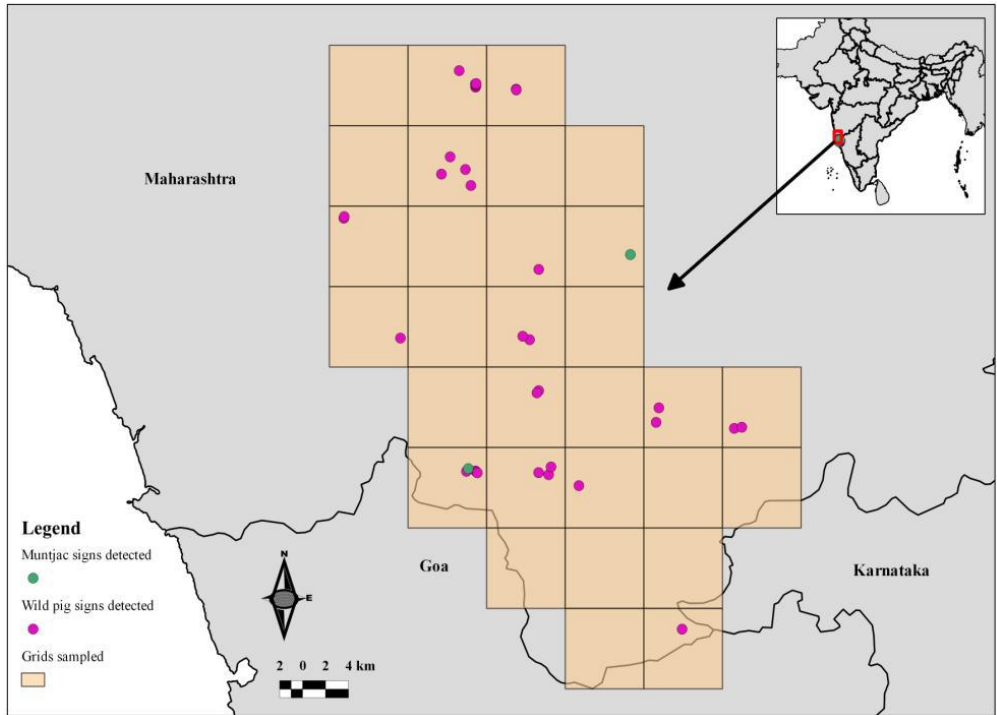 Maharashtra
Legend
Muntjac signs detected
Wild pig signs detected
Grids sampled
Goa
Karnataka
N
E
2 0 2 4 km